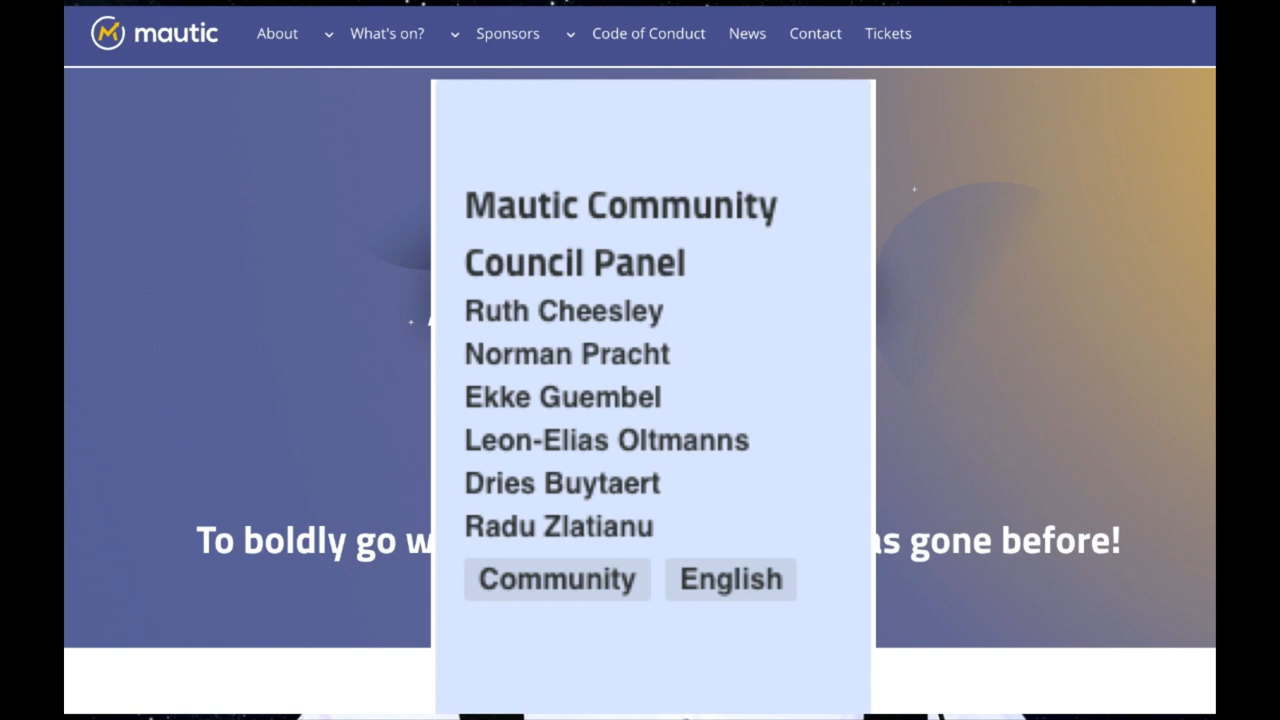 mautic About What's on? Sponsors Code of Conduct News Contact Tickets
Mautic Community
Council Panel
Ruth Cheesley
Norman Pracht
Ekke Guembel
Leon-Elias Oltmanns
Dries Buytaert
Radu Zlatianu
To boldly go as gone before!
Community English